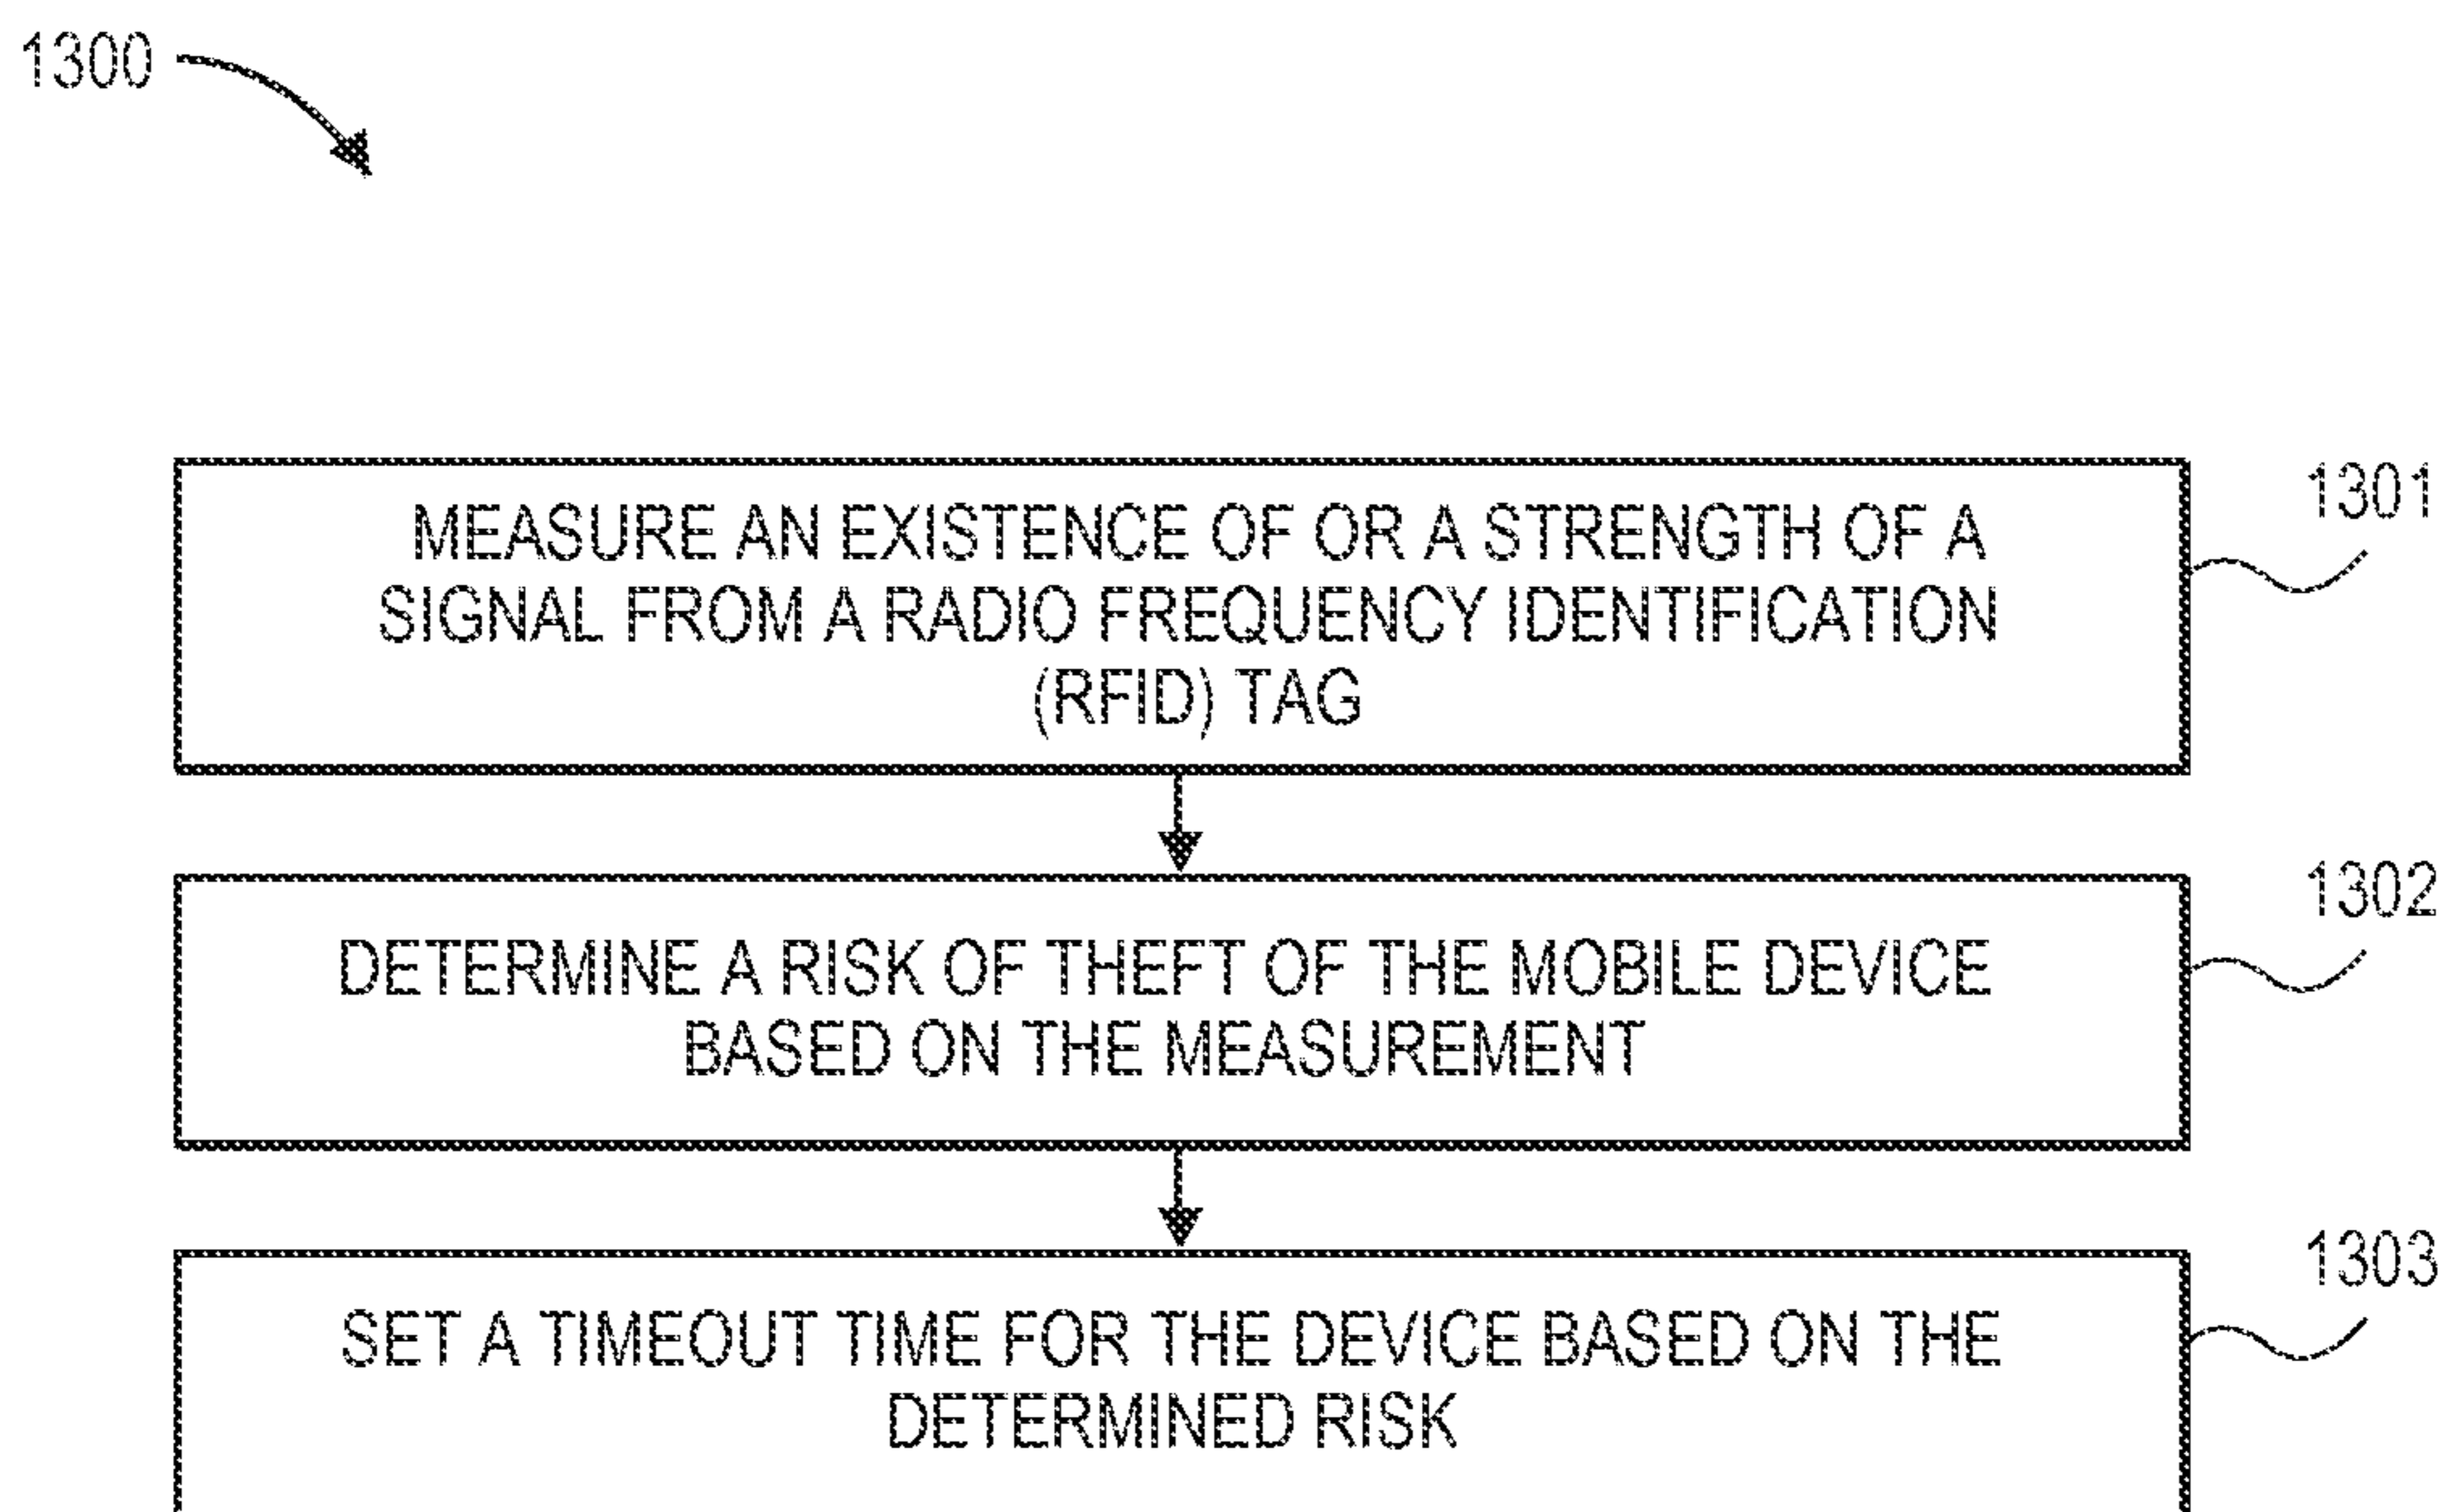 1300
MEASURE AN EXISTENCE OF OR A STRENGTH OF A
SIGNAL FROM A RADIO FREQUENCY IDENTIFICATION
(RFID) TAG
1301
DETERMINE A RISK OF THEFT OF THE MOBILE DEVICE
BASED ON THE MEASUREMENT
1302
SET A TIMEOUT TIME FOR THE DEVICE BASED ON THE
DETERMINED RISK
1303